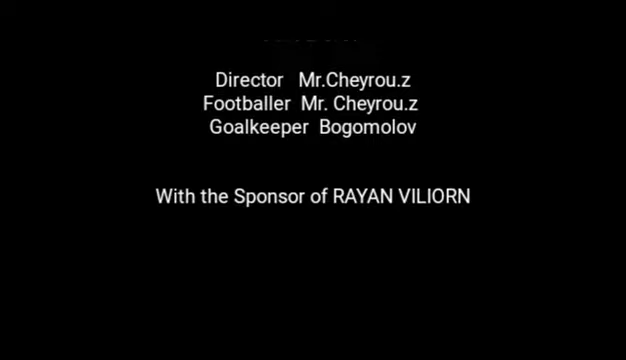 Director Mr.Cheyrou.z
Footballer Mr. Cheyrou.z
Goalkeeper Bogomolov
With the Sponsor of RAYAN VILIORN